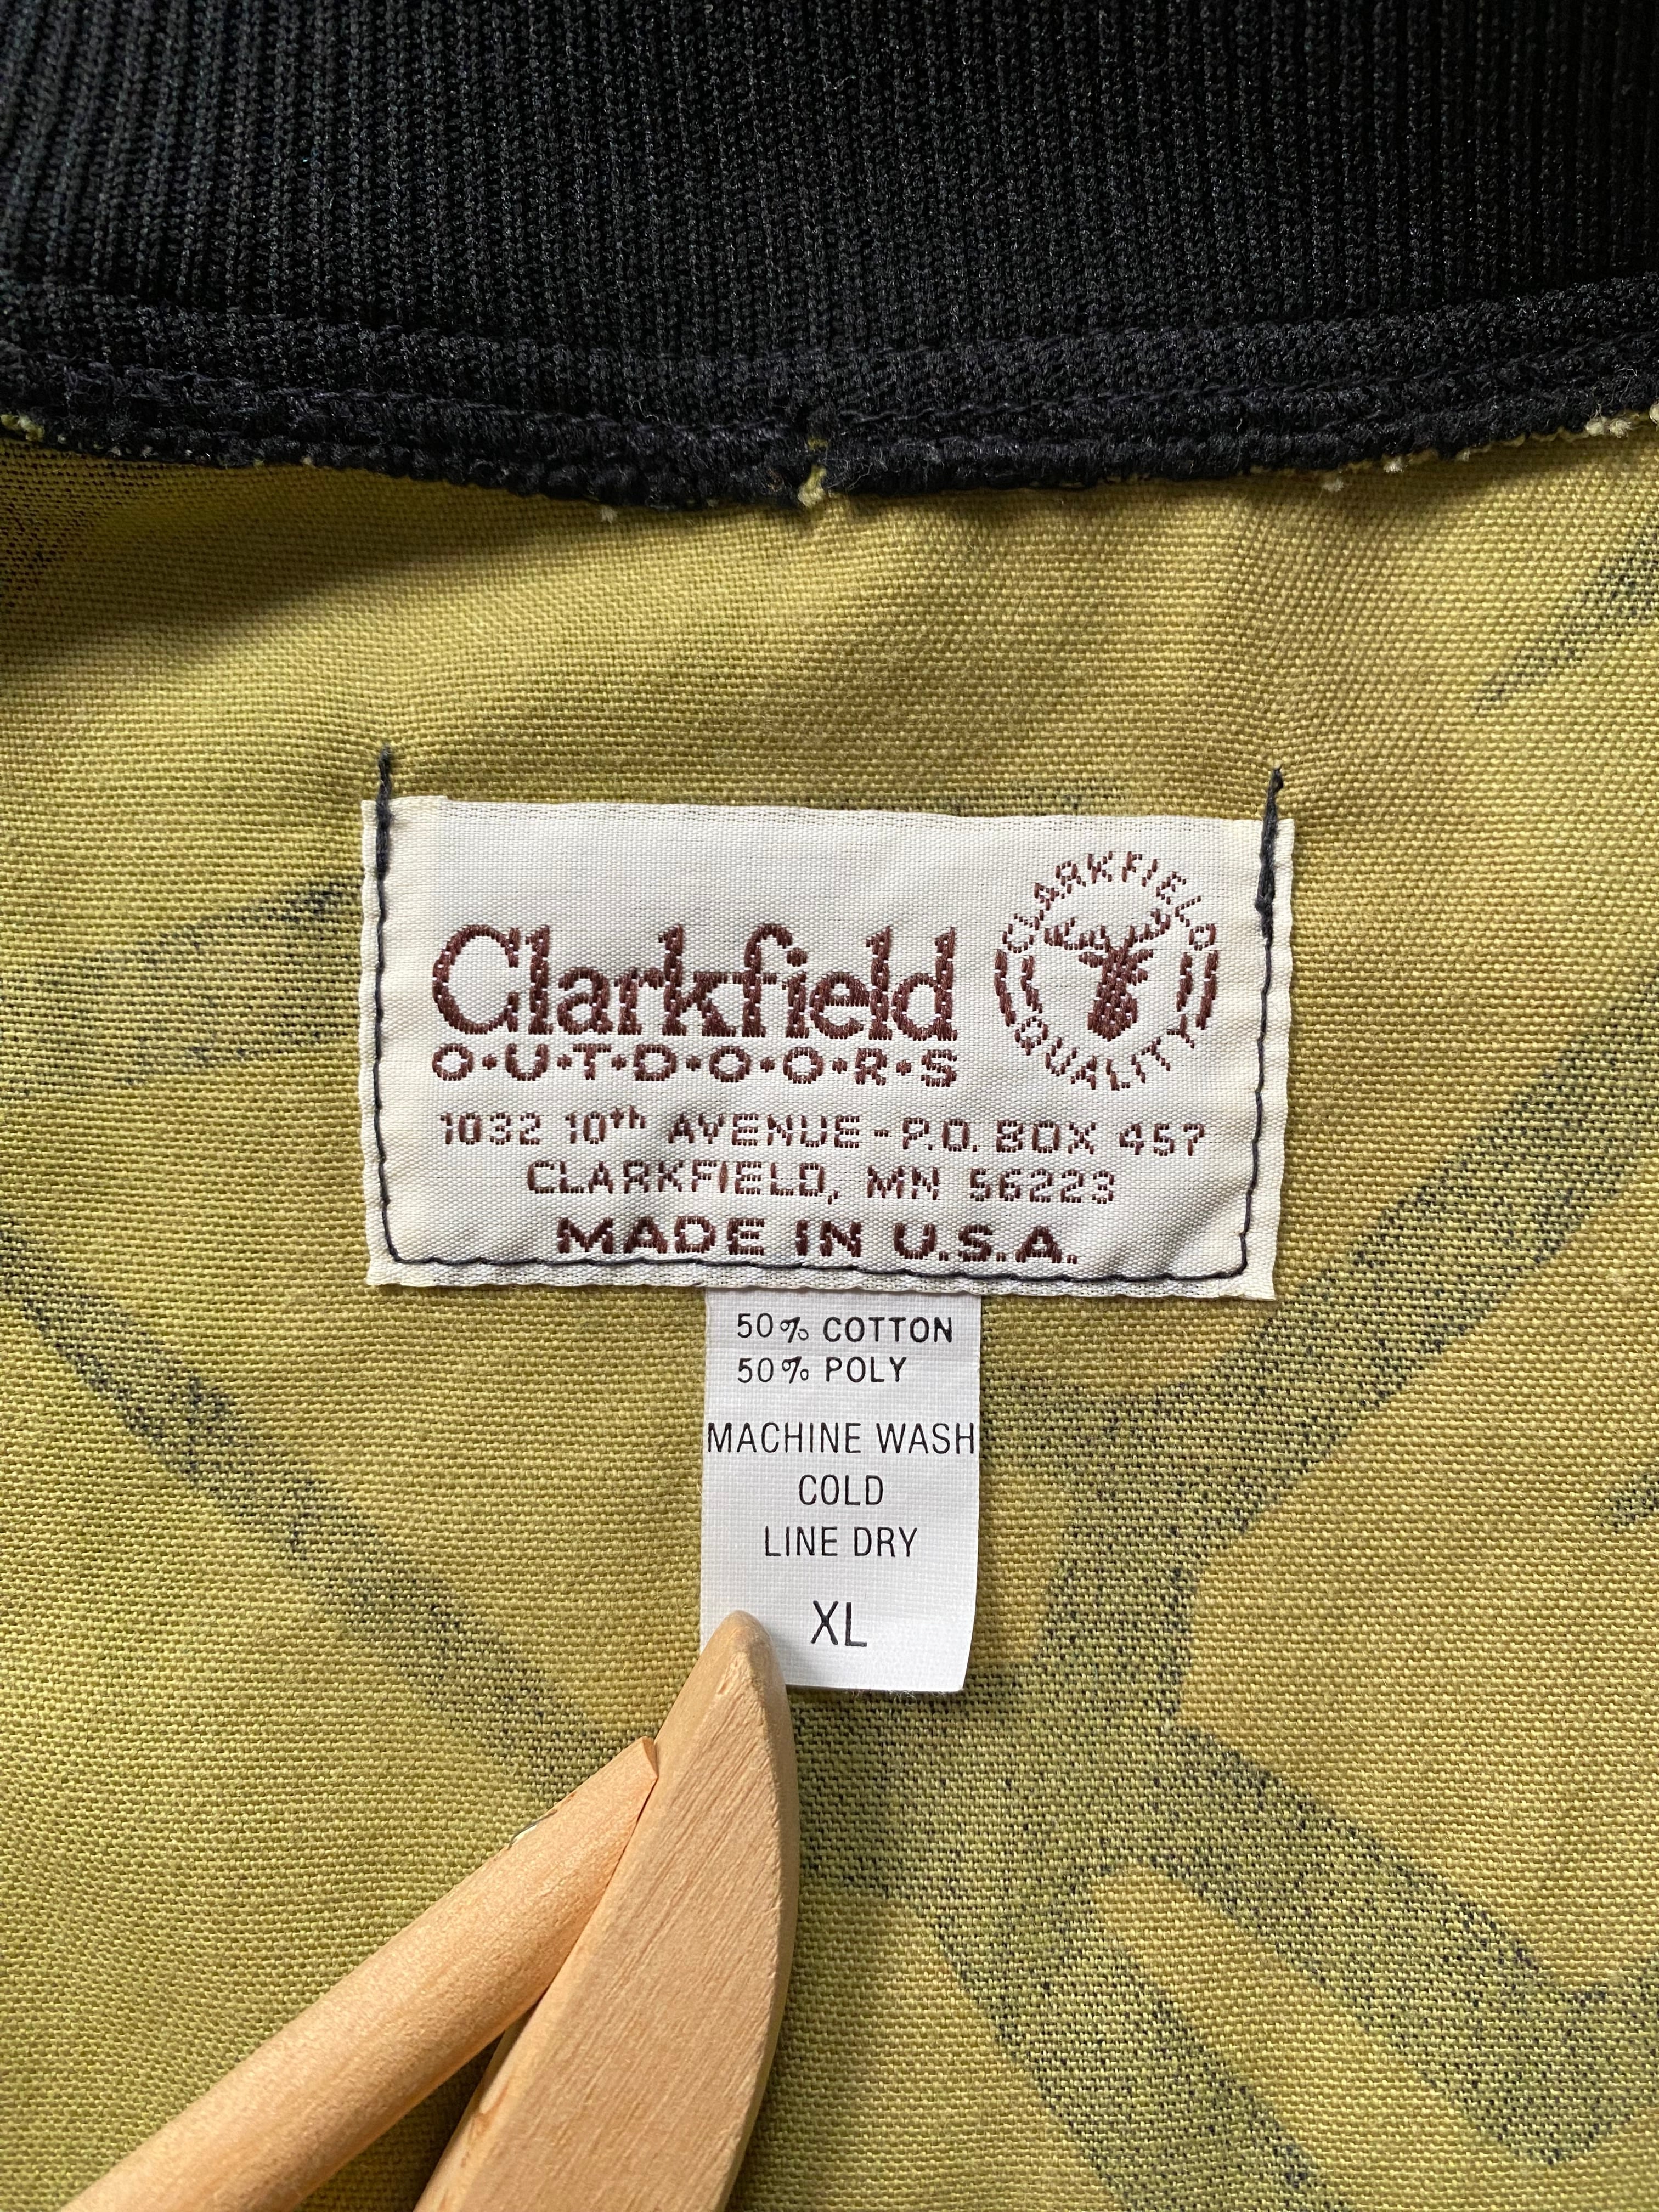 Clarkfield
O·U·T·D·O·O·R·S
CLARKFIELD
QUALITY
1032 10th AVENUE - P.O. BOX 457
CLARKFIELD, MN 56223
MADE IN U.S.A.
50% COTTON
50% POLY
MACHINE WASH
COLD
LINE DRY
XL